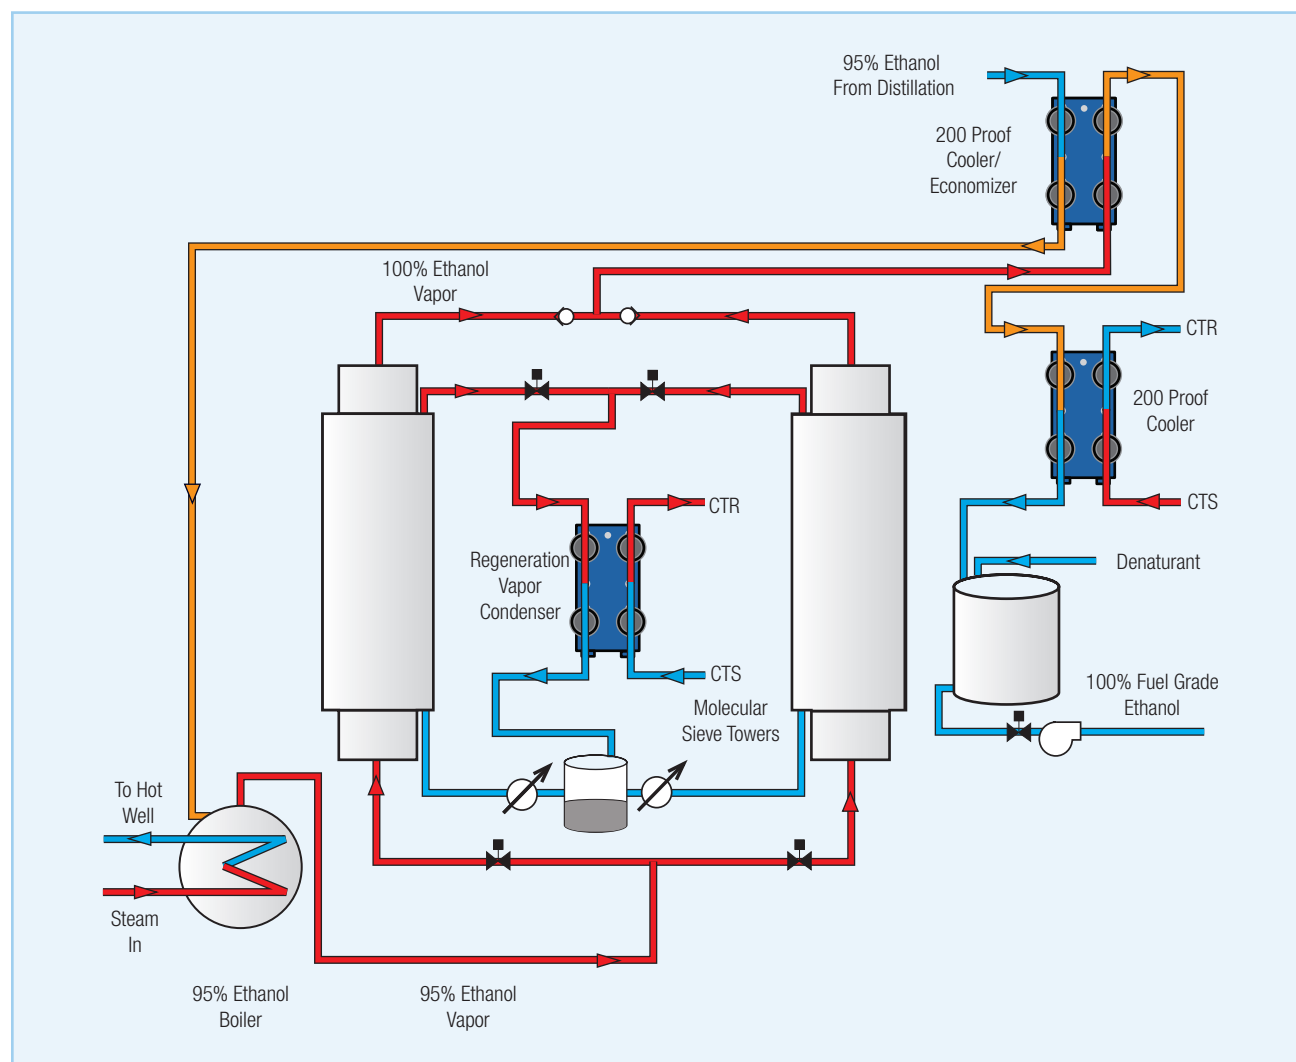 95% Ethanol
From Distillation
200 Proof
Cooler/
Economizer
100% Ethanol
Vapor
CTR
200 Proof
Cooler
CTS
CTR
Regeneration
Vapor
Condenser
Denaturant
CTS
Molecular
Sieve Towers
100% Fuel Grade
Ethanol
To Hot
Well
Steam
In
95% Ethanol
Boiler
95% Ethanol
Vapor